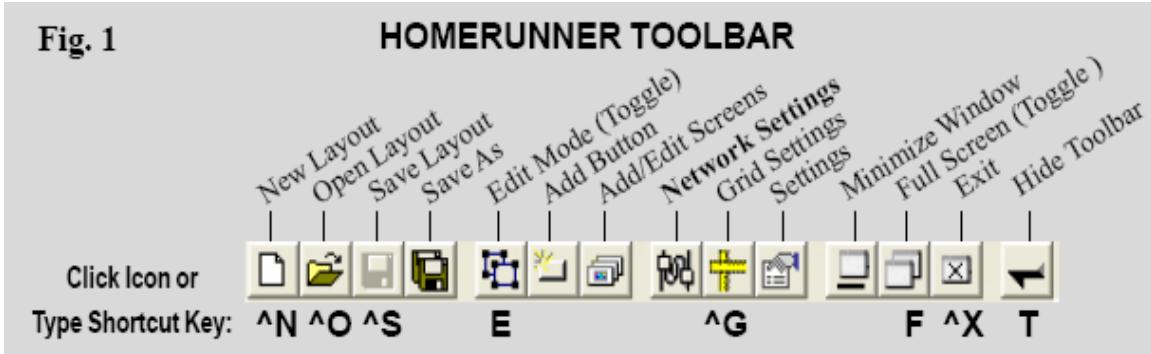 Fig. 1
HOMERUNNER TOOLBAR
New Layout
Open Layout
Save Layout
Save As
Edit Mode (Toggle)
Add Button
Add/Edit Screens
Network Settings
Grid Settings
Settings
Minimize Window
Full Screen (Toggle )
Exit
Hide Toolbar
Click Icon or
Type Shortcut Key: ^N ^O ^S E ^G F ^X T